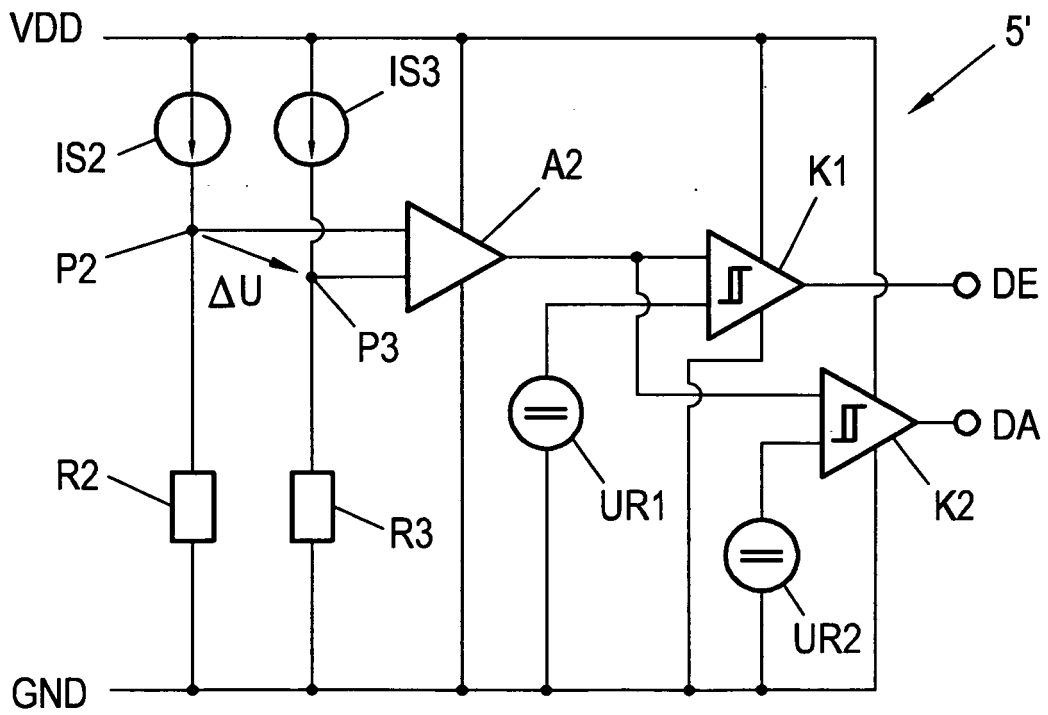 VDD
5'
IS3
IS2
A2
K1
P2
ΔU
P3
DE
DA
R2
R3
UR1
K2
UR2
GND